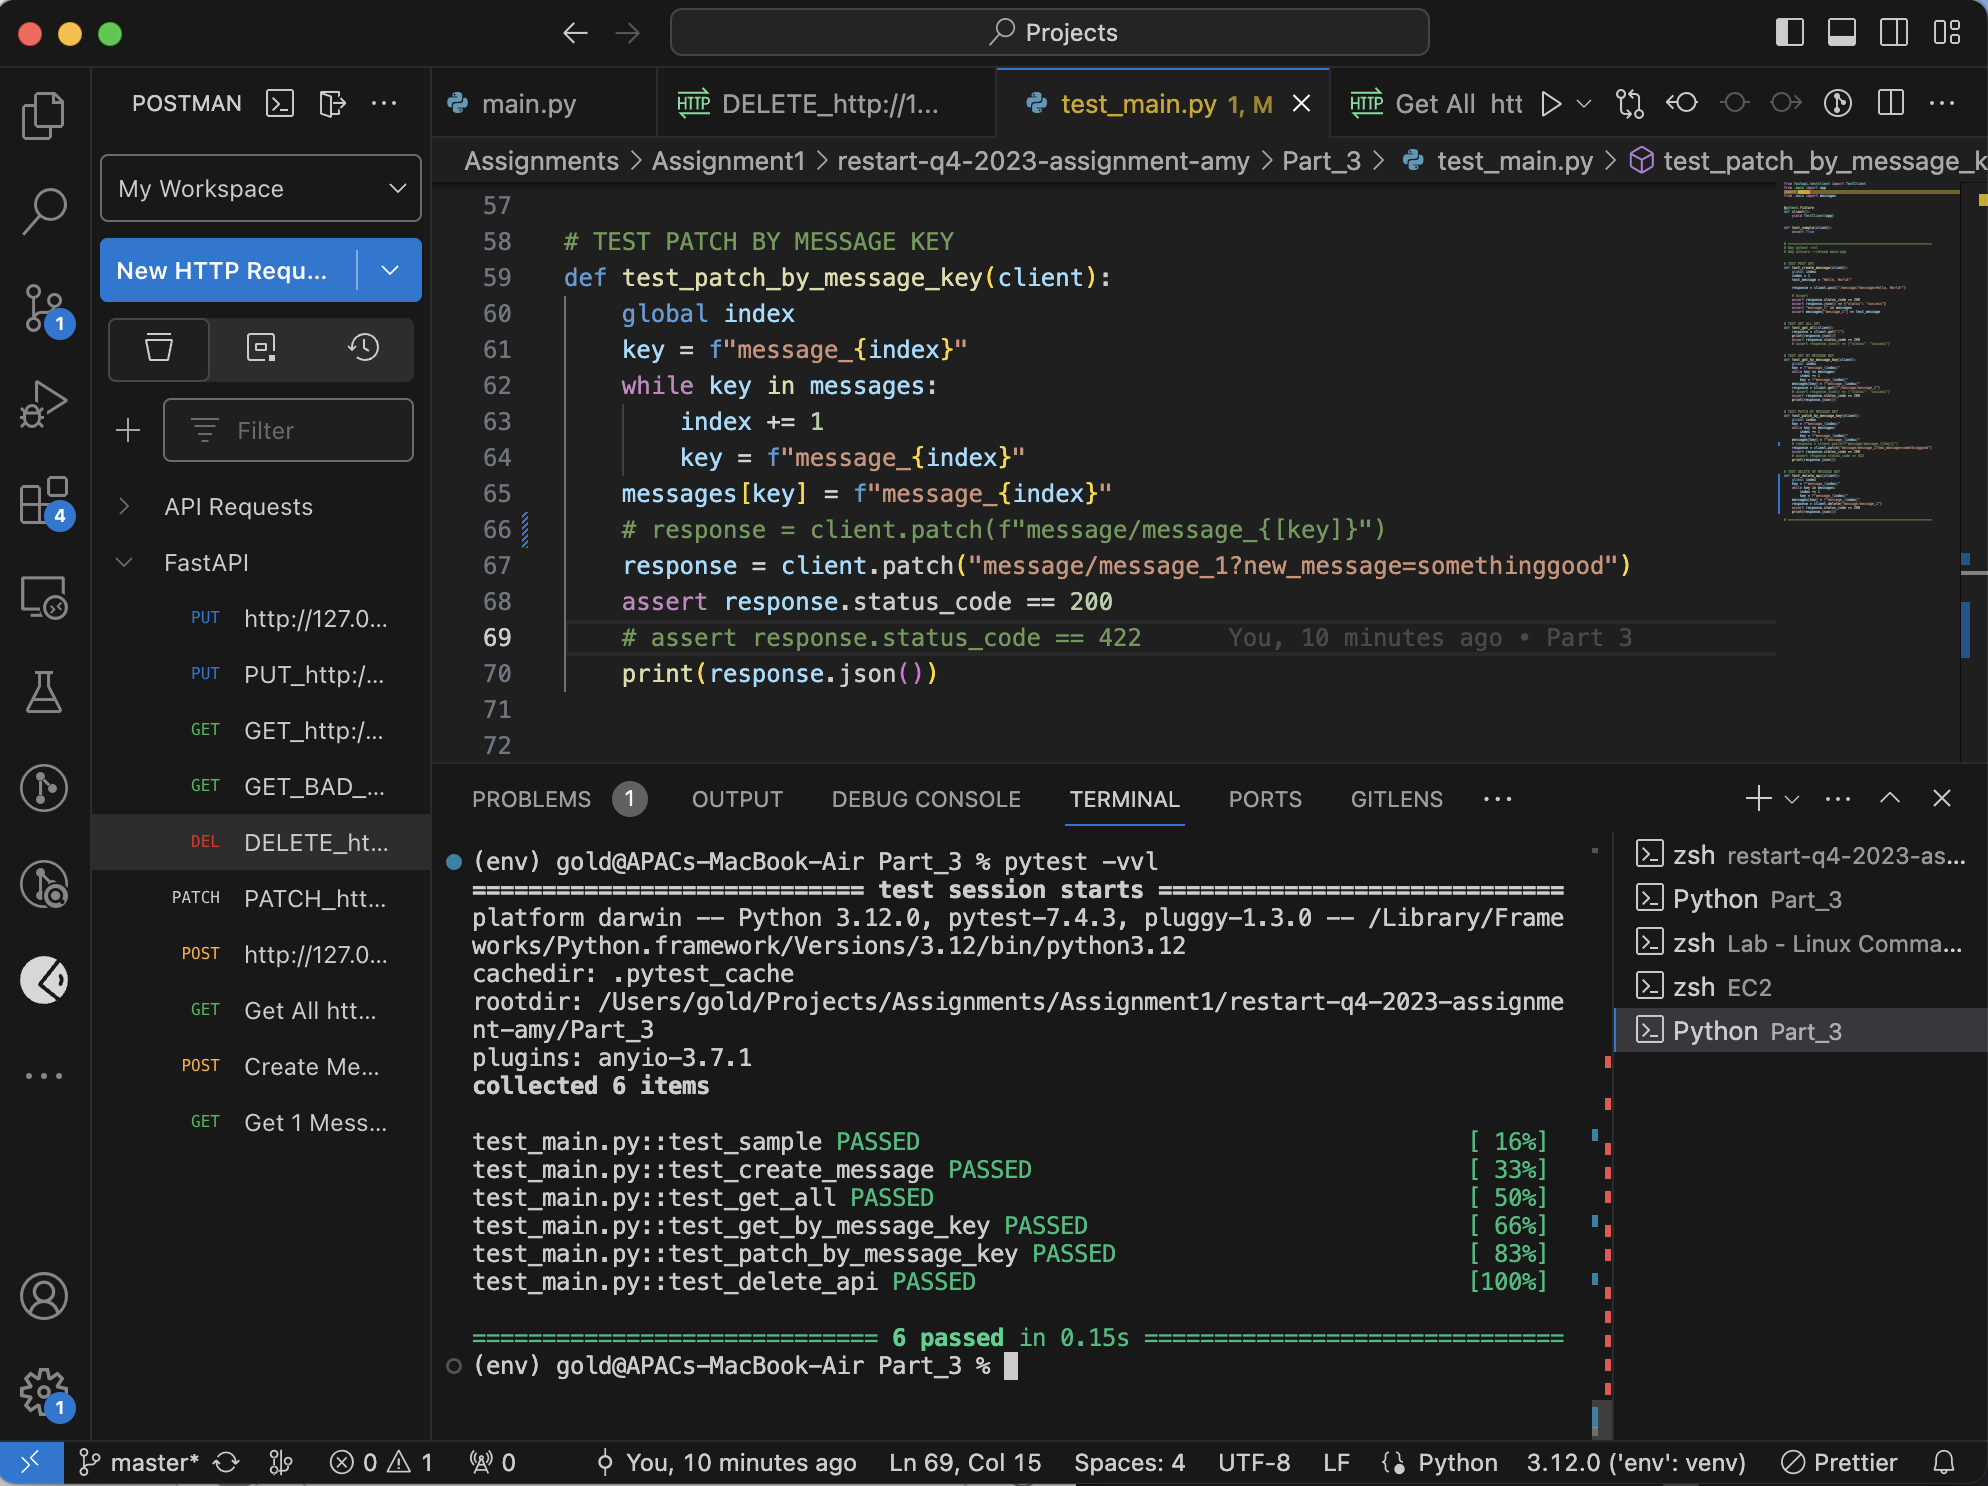 Projects
POSTMAN
main.py
DELETE_http://1...
test_main.py 1, M
Get All htt
My Workspace
New HTTP Requ...
Filter
API Requests
FastAPI
PUT http://127.0...
PUT PUT_http:/...
GET GET_http:/...
GET GET_BAD_...
DEL DELETE_ht...
PATCH PATCH_htt...
POST http://127.0...
GET Get All htt...
POST Create Me...
GET Get 1 Mess...
1
4
1
Assignments > Assignment1 > restart-q4-2023-assignment-amy > Part_3 > test_main.py > test_patch_by_message_k
57
58 # TEST PATCH BY MESSAGE KEY
59 def test_patch_by_message_key(client):
60 global index
61 key = f"message_{index}"
62 while key in messages:
63 index += 1
64 key = f"message_{index}"
65 messages[key] = f"message_{index}"
66 # response = client.patch(f"message/message_{[key]}")
67 response = client.patch("message/message_1?new_message=somethinggood")
68 assert response.status_code == 200
69 # assert response.status_code == 422 You, 10 minutes ago • Part 3
70 print(response.json())
71
72
PROBLEMS 1 OUTPUT DEBUG CONSOLE TERMINAL PORTS GITLENS
(env) gold@APACs-MacBook-Air Part_3 % pytest -vvl
============================ test session starts =============================
platform darwin -- Python 3.12.0, pytest-7.4.3, pluggy-1.3.0 -- /Library/Frame
works/Python.framework/Versions/3.12/bin/python3.12
cachedir: .pytest_cache
rootdir: /Users/gold/Projects/Assignments/Assignment1/restart-q4-2023-assignme
nt-amy/Part_3
plugins: anyio-3.7.1
collected 6 items
test_main.py::test_sample PASSED [ 16%]
test_main.py::test_create_message PASSED [ 33%]
test_main.py::test_get_all PASSED [ 50%]
test_main.py::test_get_by_message_key PASSED [ 66%]
test_main.py::test_patch_by_message_key PASSED [ 83%]
test_main.py::test_delete_api PASSED [100%]
============================= 6 passed in 0.15s ==============================
(env) gold@APACs-MacBook-Air Part_3 %
zsh restart-q4-2023-as...
Python Part_3
zsh Lab - Linux Comma...
zsh EC2
Python Part_3
master* 0 1 0 You, 10 minutes ago Ln 69, Col 15 Spaces: 4 UTF-8 LF Python 3.12.0 ('env': venv) Prettier